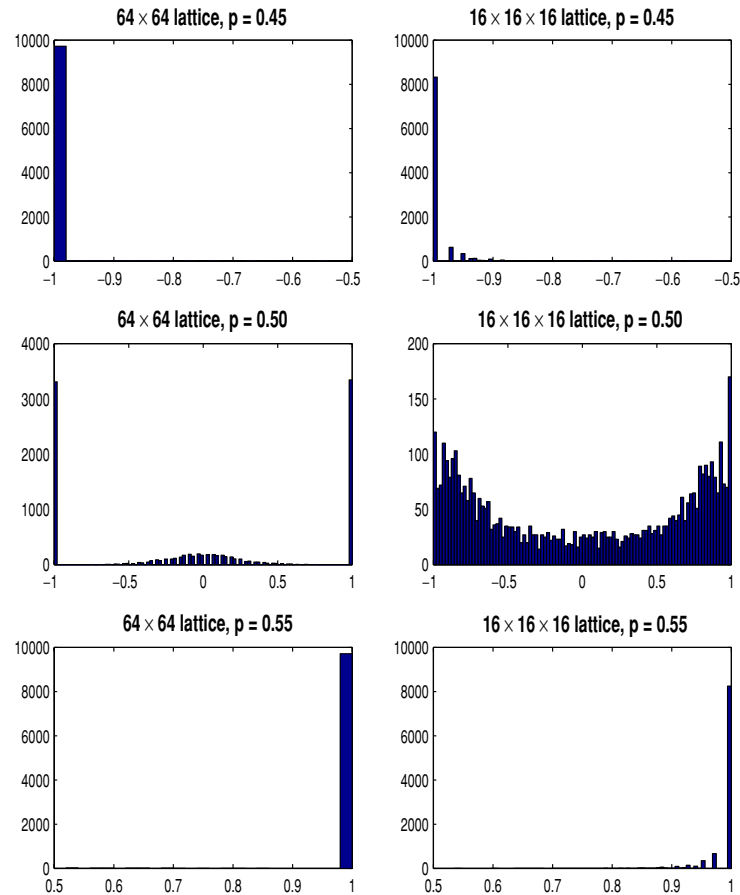 64 × 64 lattice, p = 0.45
10000
8000
6000
4000
2000
0
−1 −0.9 −0.8 −0.7 −0.6 −0.5
16 × 16 × 16 lattice, p = 0.45
10000
8000
6000
4000
2000
0
−1 −0.9 −0.8 −0.7 −0.6 −0.5
64 × 64 lattice, p = 0.50
4000
3000
2000
1000
0
−1 −0.5 0 0.5 1
16 × 16 × 16 lattice, p = 0.50
200
150
100
50
0
−1 −0.5 0 0.5 1
64 × 64 lattice, p = 0.55
10000
8000
6000
4000
2000
0
0.5 0.6 0.7 0.8 0.9 1
16 × 16 × 16 lattice, p = 0.55
10000
8000
6000
4000
2000
0
0.5 0.6 0.7 0.8 0.9 1